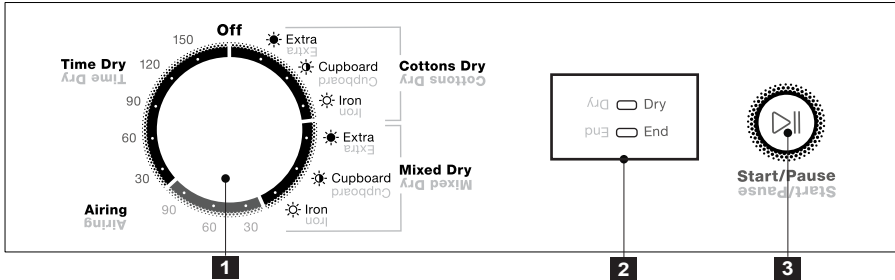 Off
Extra
Extra
Cupboard
Cupboard
Iron
Iron
Cottons Dry
Cottons Dry
Extra
Extra
Cupboard
Cupboard
Iron
Iron
Mixed Dry
Mixed Dry
30
60
90
Airing
Airing
30
60
90
120
150
Time Dry
Time Dry
Dry Dry
End End
Start/Pause
Start/Pause
1
2
3